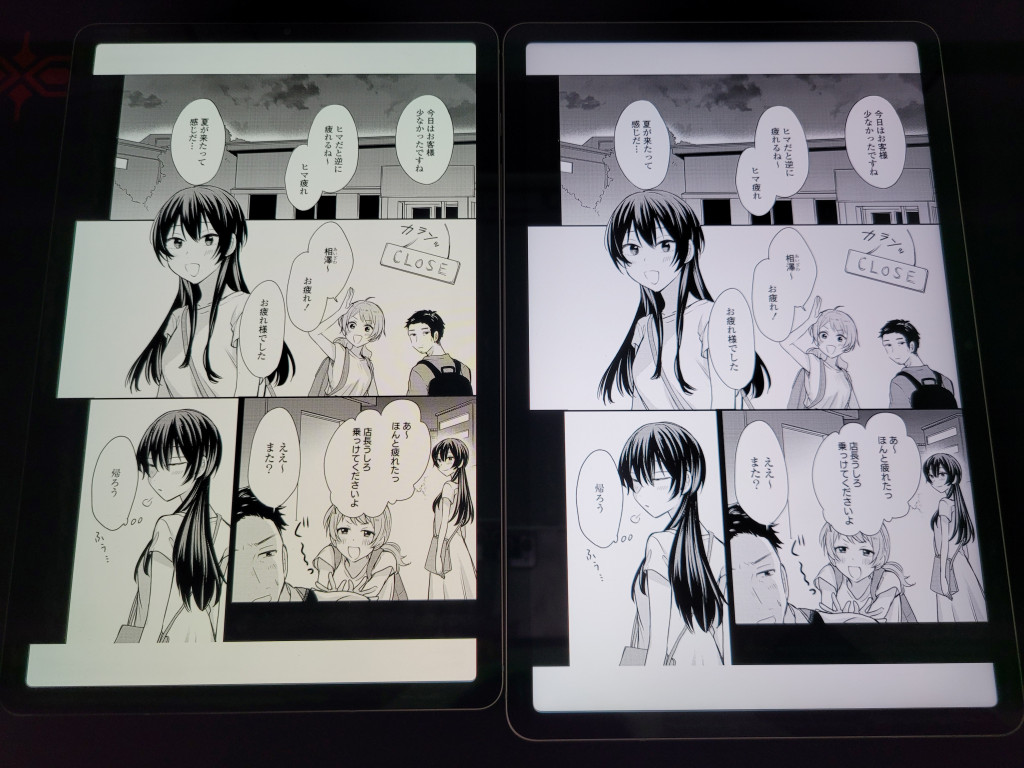 今日はお客様
少なかったですね
ヒマだと逆に
疲れるね〜
ヒマ疲れ
夏が来たって
感じだ…
カランッ
CLOSE
相澤〜
あいざわ
お疲れ!
お疲れ様でした
あ〜
ほんと疲れたっ
店長うしろ
乗っけてくださいよ
ええ〜
また?
帰ろう
ふぅ…
今日はお客様
少なかったですね
ヒマだと逆に
疲れるね〜
ヒマ疲れ
夏が来たって
感じだ…
カランッ
CLOSE
相澤〜
あいざわ
お疲れ!
お疲れ様でした
あ〜
ほんと疲れたっ
店長うしろ
乗っけてくださいよ
ええ〜
また?
帰ろう
ふぅ…